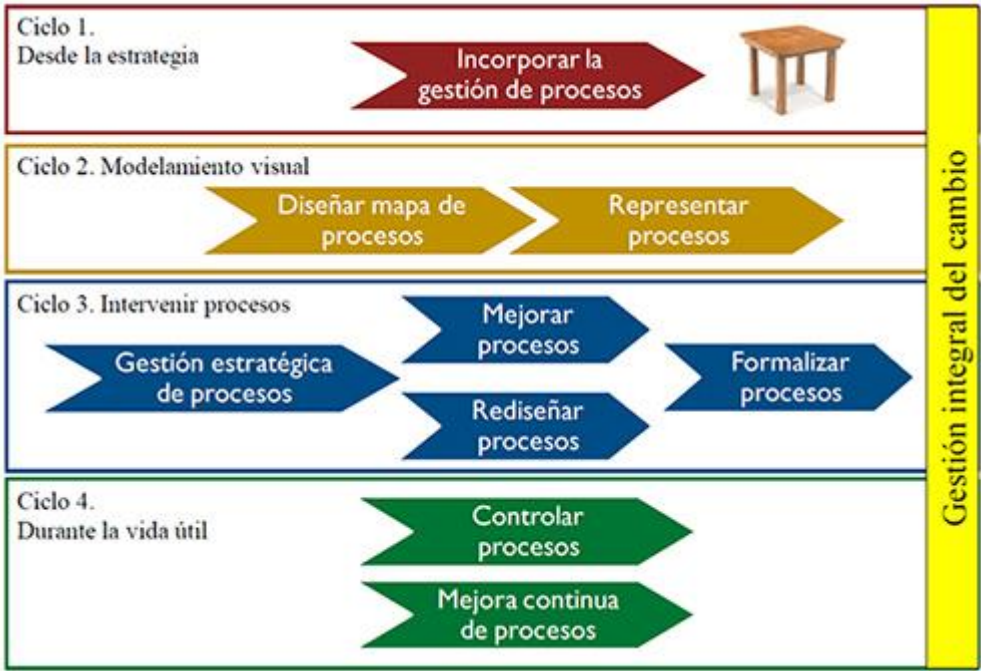 Ciclo 1.
Desde la estrategia
Incorporar la
gestión de procesos
Ciclo 2. Modelamiento visual
Diseñar mapa de
procesos
Representar
procesos
Ciclo 3. Intervenir procesos
Gestión estratégica
de procesos
Mejorar
procesos
Rediseñar
procesos
Formalizar
procesos
Ciclo 4.
Durante la vida útil
Controlar
procesos
Mejora continua
de procesos
Gestión integral del cambio